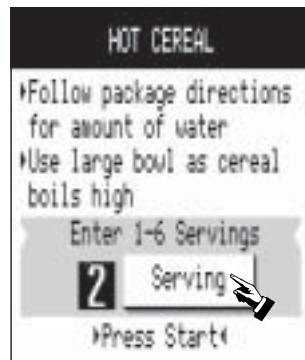 HOT CEREAL
▸Follow package directions
for amount of water
▸Use large bowl as cereal
boils high
Enter 1-6 Servings
2 Serving
▸Press Start◂